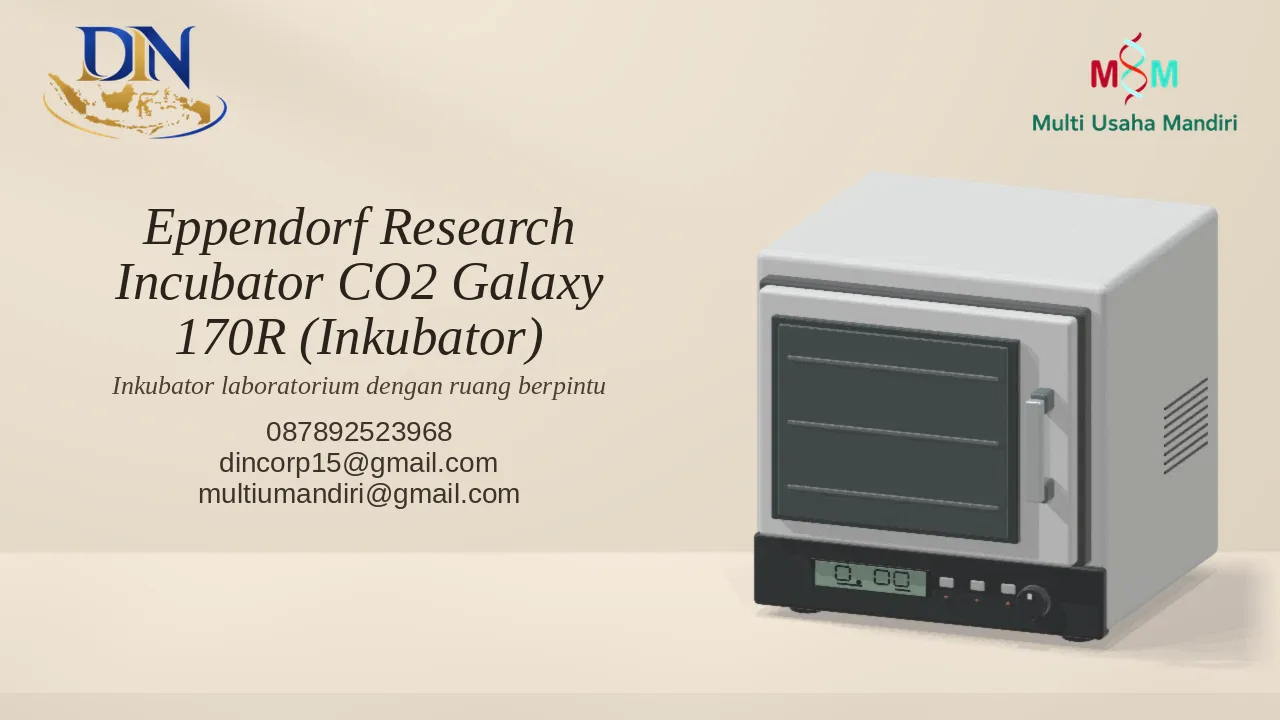 DN
M M
Multi Usaha Mandiri
Eppendorf Research
Incubator CO2 Galaxy
170R (Inkubator)
Inkubator laboratorium dengan ruang berpintu
087892523968
dincorp15@gmail.com
multiumandiri@gmail.com
0.00